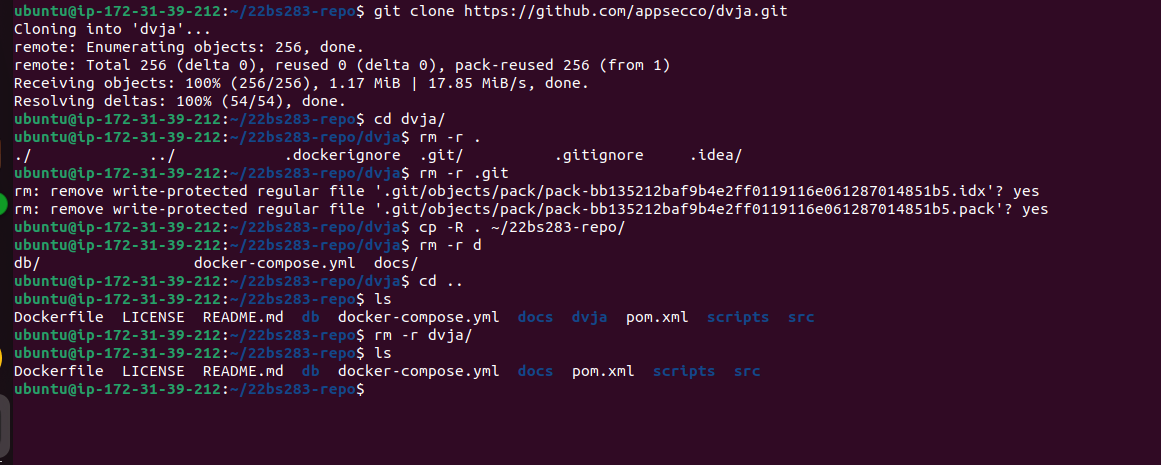 ubuntu@ip-172-31-39-212:~/22bs283-repo$ git clone https://github.com/appsecco/dvja.git
Cloning into 'dvja'...
remote: Enumerating objects: 256, done.
remote: Total 256 (delta 0), reused 0 (delta 0), pack-reused 256 (from 1)
Receiving objects: 100% (256/256), 1.17 MiB | 17.85 MiB/s, done.
Resolving deltas: 100% (54/54), done.
ubuntu@ip-172-31-39-212:~/22bs283-repo$ cd dvja/
ubuntu@ip-172-31-39-212:~/22bs283-repo/dvja$ rm -r .
./ ../ .dockerignore .git/ .gitignore .idea/
ubuntu@ip-172-31-39-212:~/22bs283-repo/dvja$ rm -r .git
rm: remove write-protected regular file '.git/objects/pack/pack-bb135212baf9b4e2ff0119116e061287014851b5.idx'? yes
rm: remove write-protected regular file '.git/objects/pack/pack-bb135212baf9b4e2ff0119116e061287014851b5.pack'? yes
ubuntu@ip-172-31-39-212:~/22bs283-repo/dvja$ cp -R . ~/22bs283-repo/
ubuntu@ip-172-31-39-212:~/22bs283-repo/dvja$ rm -r d
db/ docker-compose.yml docs/
ubuntu@ip-172-31-39-212:~/22bs283-repo/dvja$ cd ..
ubuntu@ip-172-31-39-212:~/22bs283-repo$ ls
Dockerfile LICENSE README.md db docker-compose.yml docs dvja pom.xml scripts src
ubuntu@ip-172-31-39-212:~/22bs283-repo$ rm -r dvja/
ubuntu@ip-172-31-39-212:~/22bs283-repo$ ls
Dockerfile LICENSE README.md db docker-compose.yml docs pom.xml scripts src
ubuntu@ip-172-31-39-212:~/22bs283-repo$